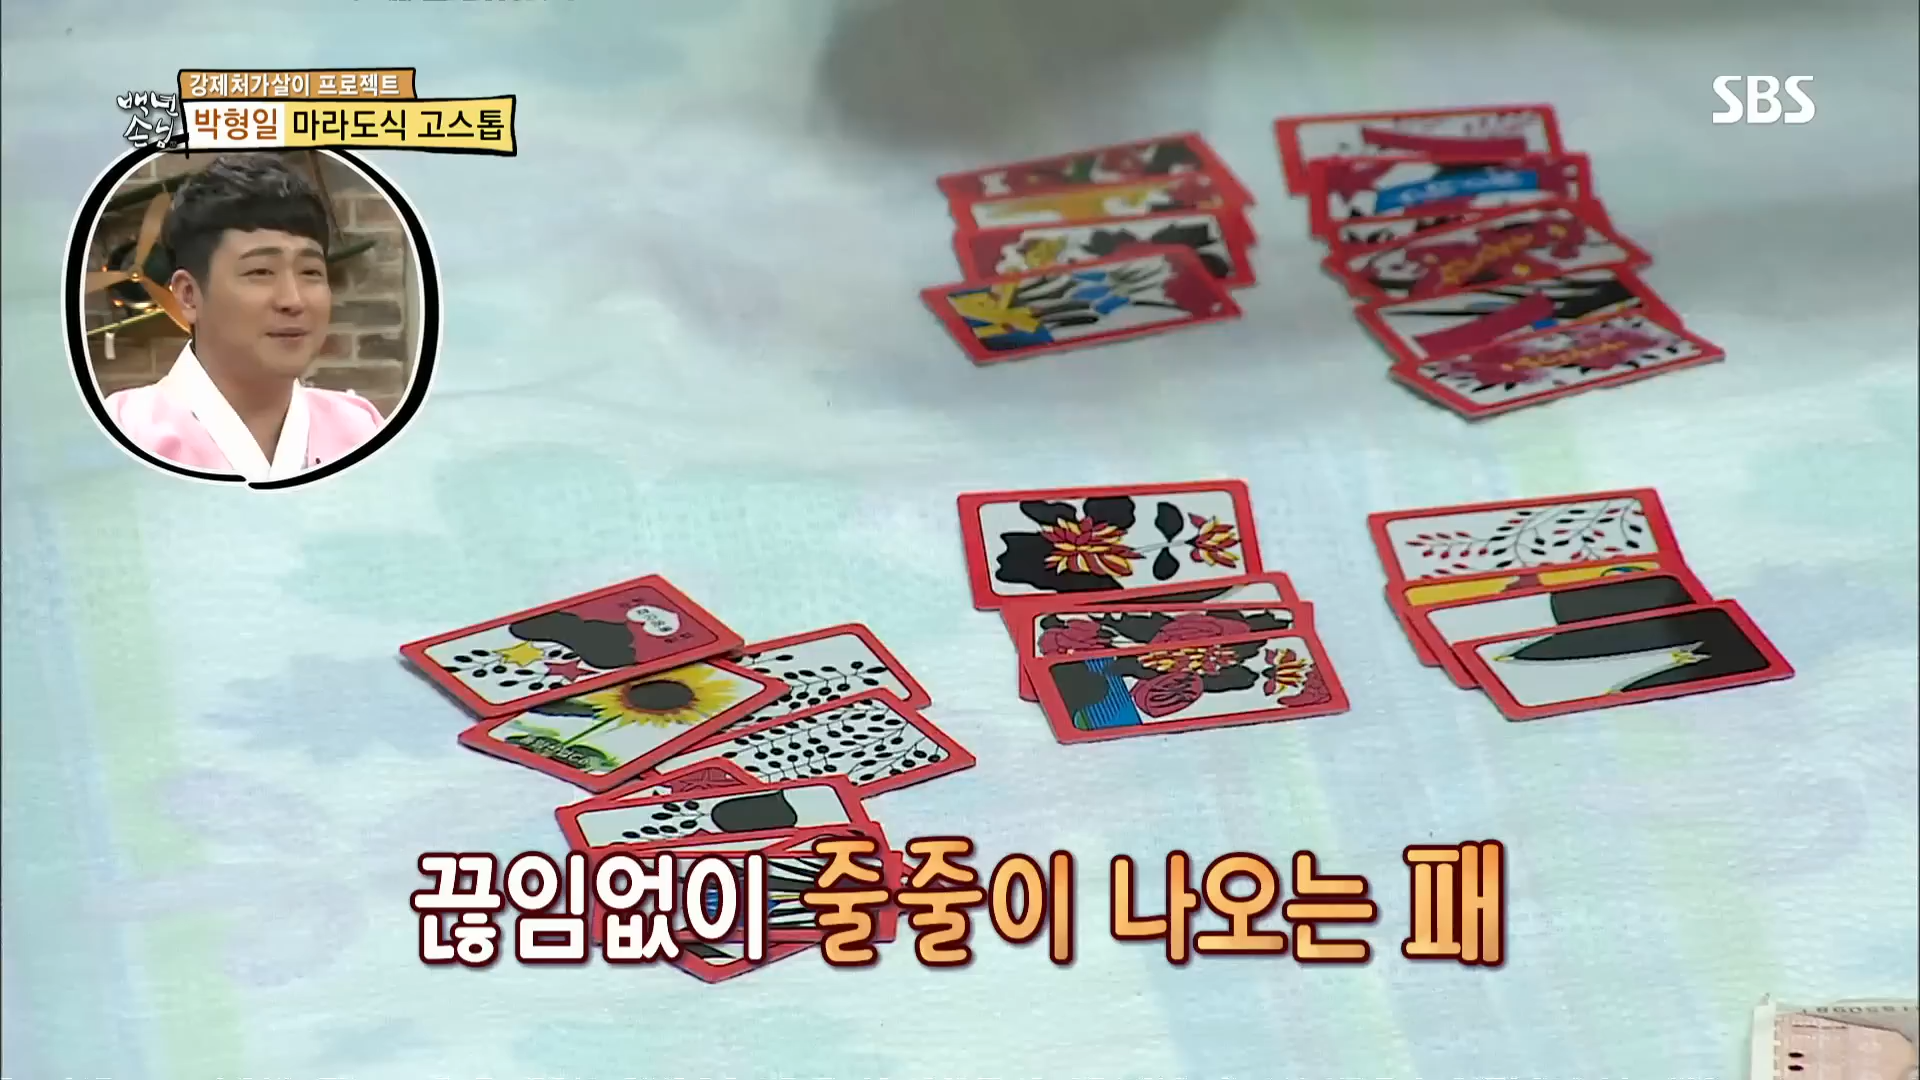 강제처가살이 프로젝트
백년손님
박형일 마라도식 고스톱
SBS
끊임없이 줄줄이 나오는 패